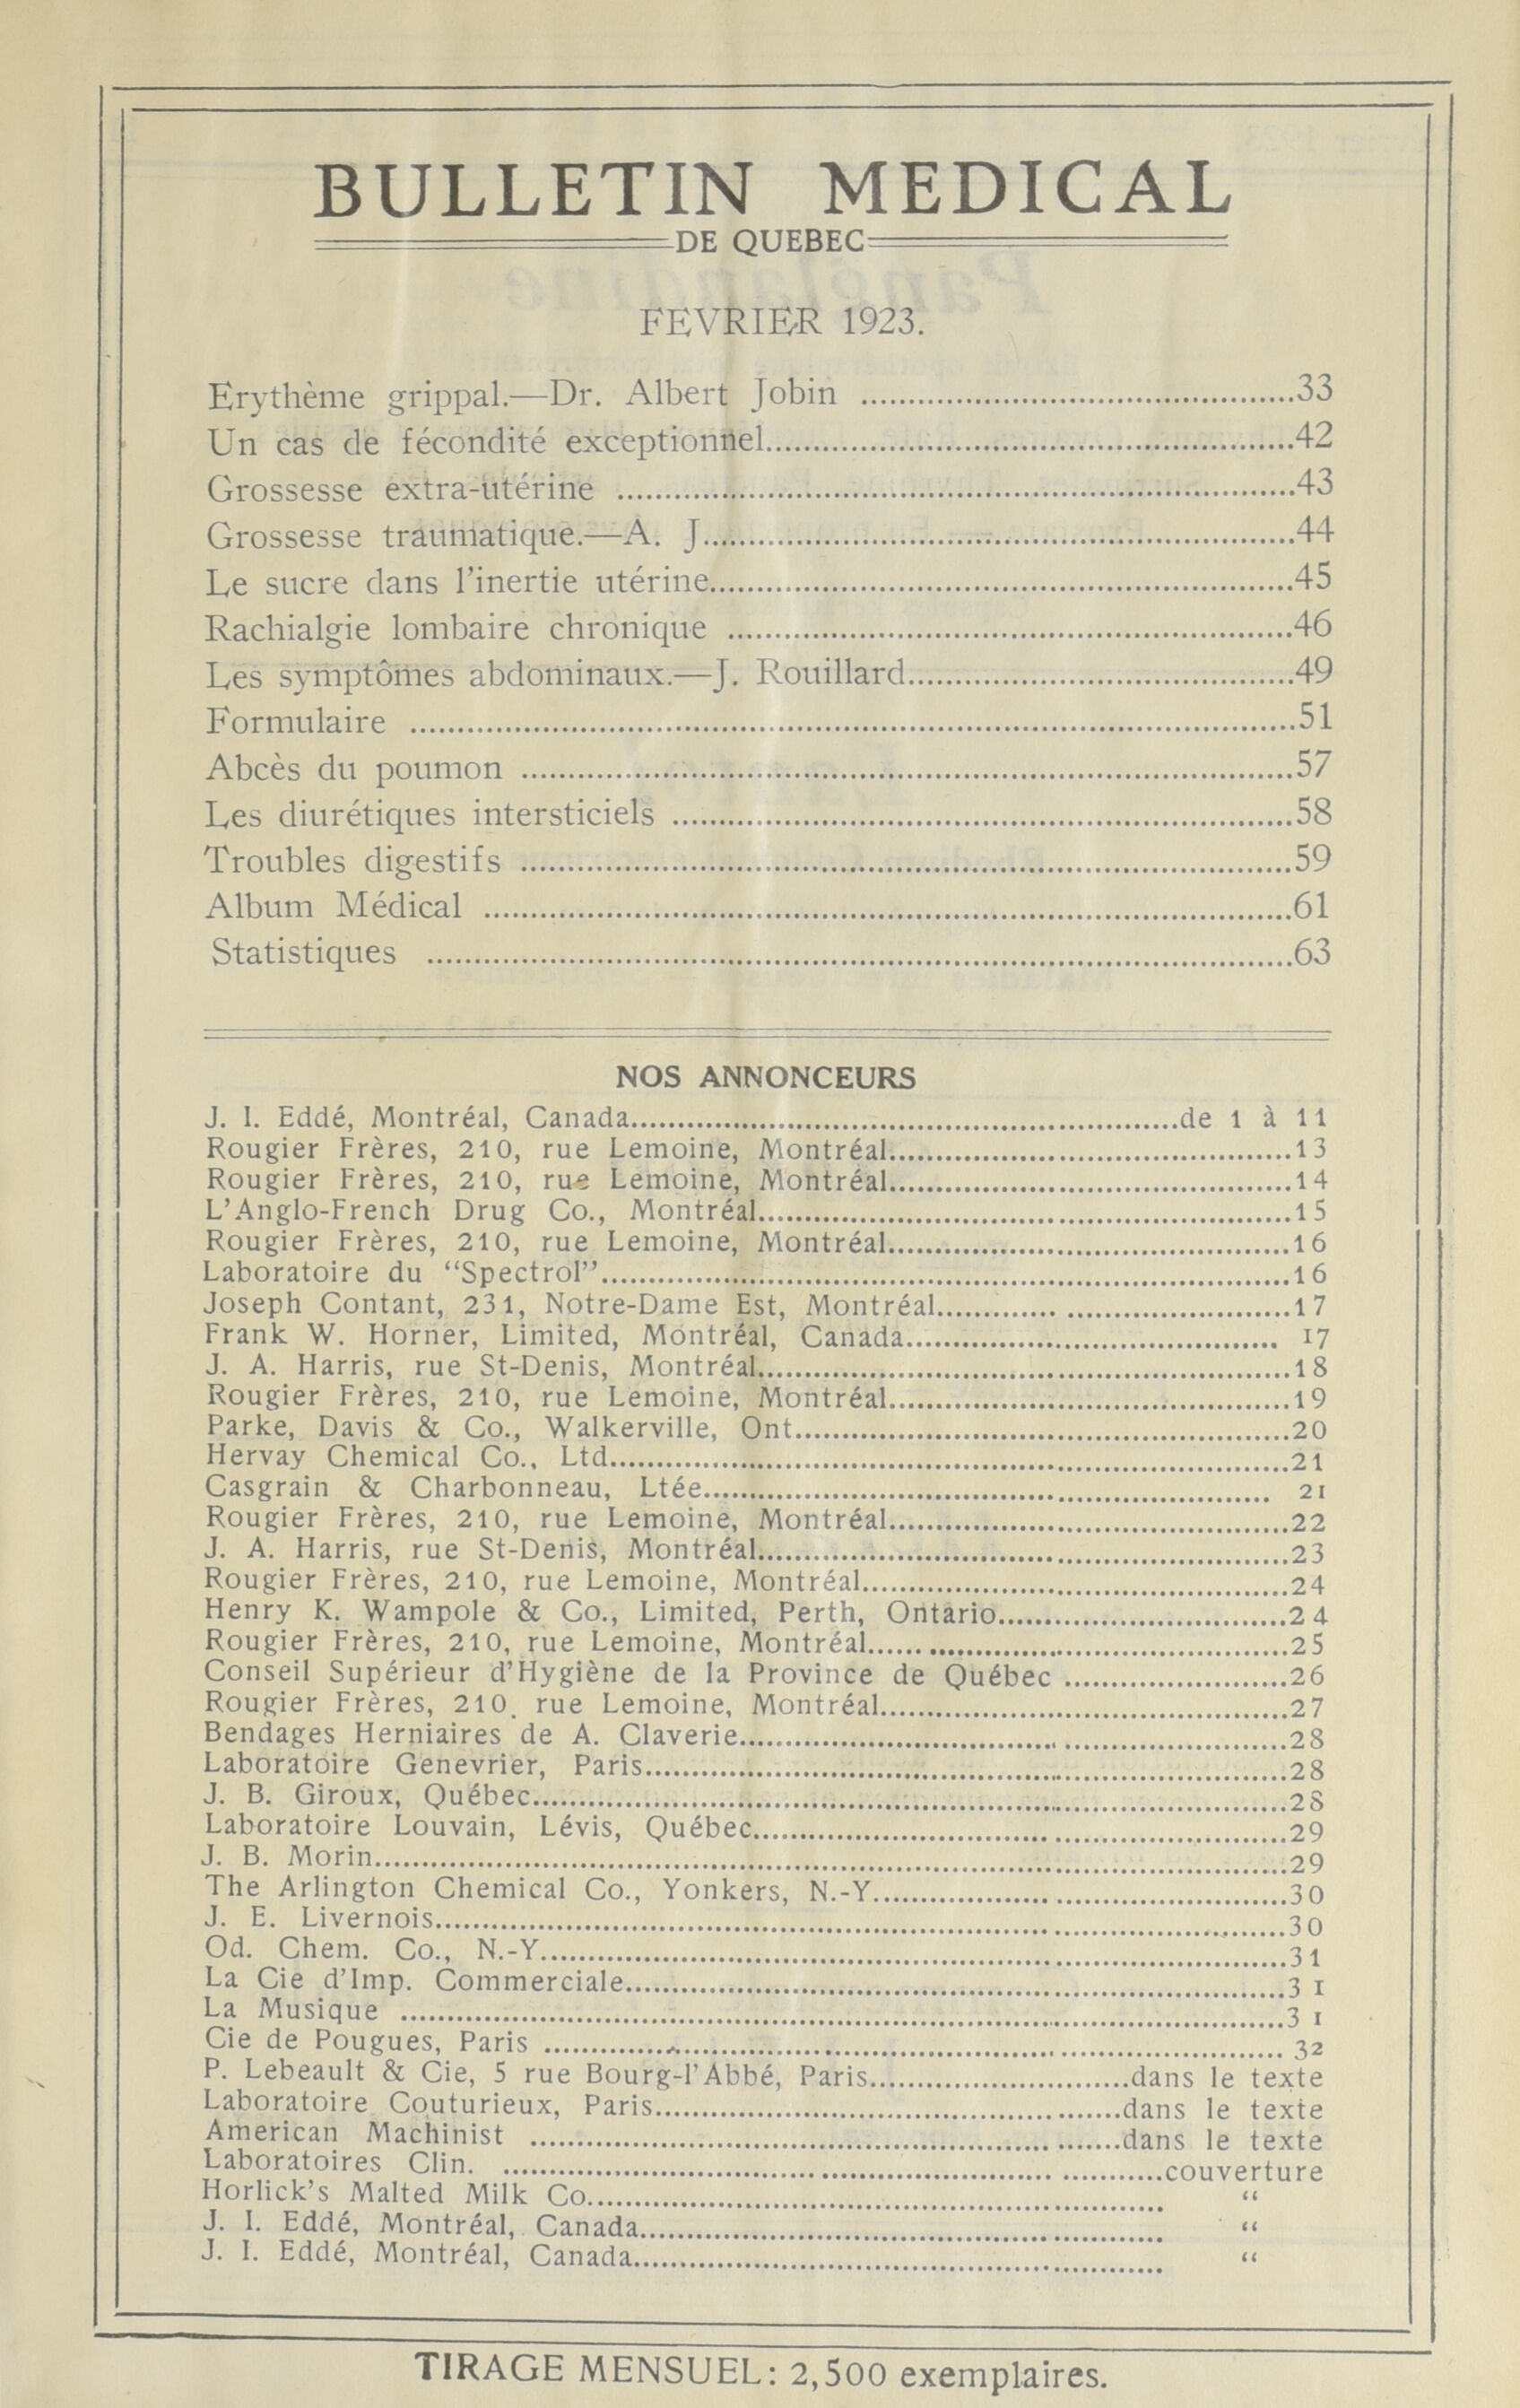 BULLETIN MEDICAL
DE QUEBEC
FEVRIER 1923.
Erythème grippal.—Dr. Albert Jobin ..........33
Un cas de fécondité exceptionnel..........42
Grossesse extra-utérine ..........43
Grossesse traumatique.—A. J..........44
Le sucre dans l'inertie utérine..........45
Rachialgie lombaire chronique ..........46
Les symptômes abdominaux.—J. Rouillard..........49
Formulaire ..........51
Abcès du poumon ..........57
Les diurétiques intersticiels ..........58
Troubles digestifs ..........59
Album Médical ..........61
Statistiques ..........63
NOS ANNONCEURS
J. I. Eddé, Montréal, Canada..........de 1 à 11
Rougier Frères, 210, rue Lemoine, Montréal..........13
Rougier Frères, 210, rue Lemoine, Montréal..........14
L'Anglo-French Drug Co., Montréal..........15
Rougier Frères, 210, rue Lemoine, Montréal..........16
Laboratoire du "Spectrol"..........16
Joseph Contant, 231, Notre-Dame Est, Montréal..........17
Frank W. Horner, Limited, Montréal, Canada.......... 17
J. A. Harris, rue St-Denis, Montréal..........18
Rougier Frères, 210, rue Lemoine, Montréal..........19
Parke, Davis & Co., Walkerville, Ont..........20
Hervay Chemical Co., Ltd..........21
Casgrain & Charbonneau, Ltée.......... 21
Rougier Frères, 210, rue Lemoine, Montréal..........22
J. A. Harris, rue St-Denis, Montréal..........23
Rougier Frères, 210, rue Lemoine, Montréal..........24
Henry K. Wampole & Co., Limited, Perth, Ontario..........24
Rougier Frères, 210, rue Lemoine, Montréal..........25
Conseil Supérieur d'Hygiène de la Province de Québec ..........26
Rougier Frères, 210. rue Lemoine, Montréal..........27
Bendages Herniaires de A. Claverie..........28
Laboratoire Genevrier, Paris..........28
J. B. Giroux, Québec..........28
Laboratoire Louvain, Lévis, Québec..........29
J. B. Morin..........29
The Arlington Chemical Co., Yonkers, N.-Y..........30
J. E. Livernois..........30
Od. Chem. Co., N.-Y..........31
La Cie d'Imp. Commerciale..........31
La Musique ..........31
Cie de Pougues, Paris .......... 32
P. Lebeault & Cie, 5 rue Bourg-l'Abbé, Paris..........dans le texte
Laboratoire Couturieux, Paris..........dans le texte
American Machinist ..........dans le texte
Laboratoires Clin. ..........couverture
Horlick's Malted Milk Co.......... "
J. I. Eddé, Montréal, Canada.......... "
J. I. Eddé, Montréal, Canada.......... "
TIRAGE MENSUEL: 2,500 exemplaires.